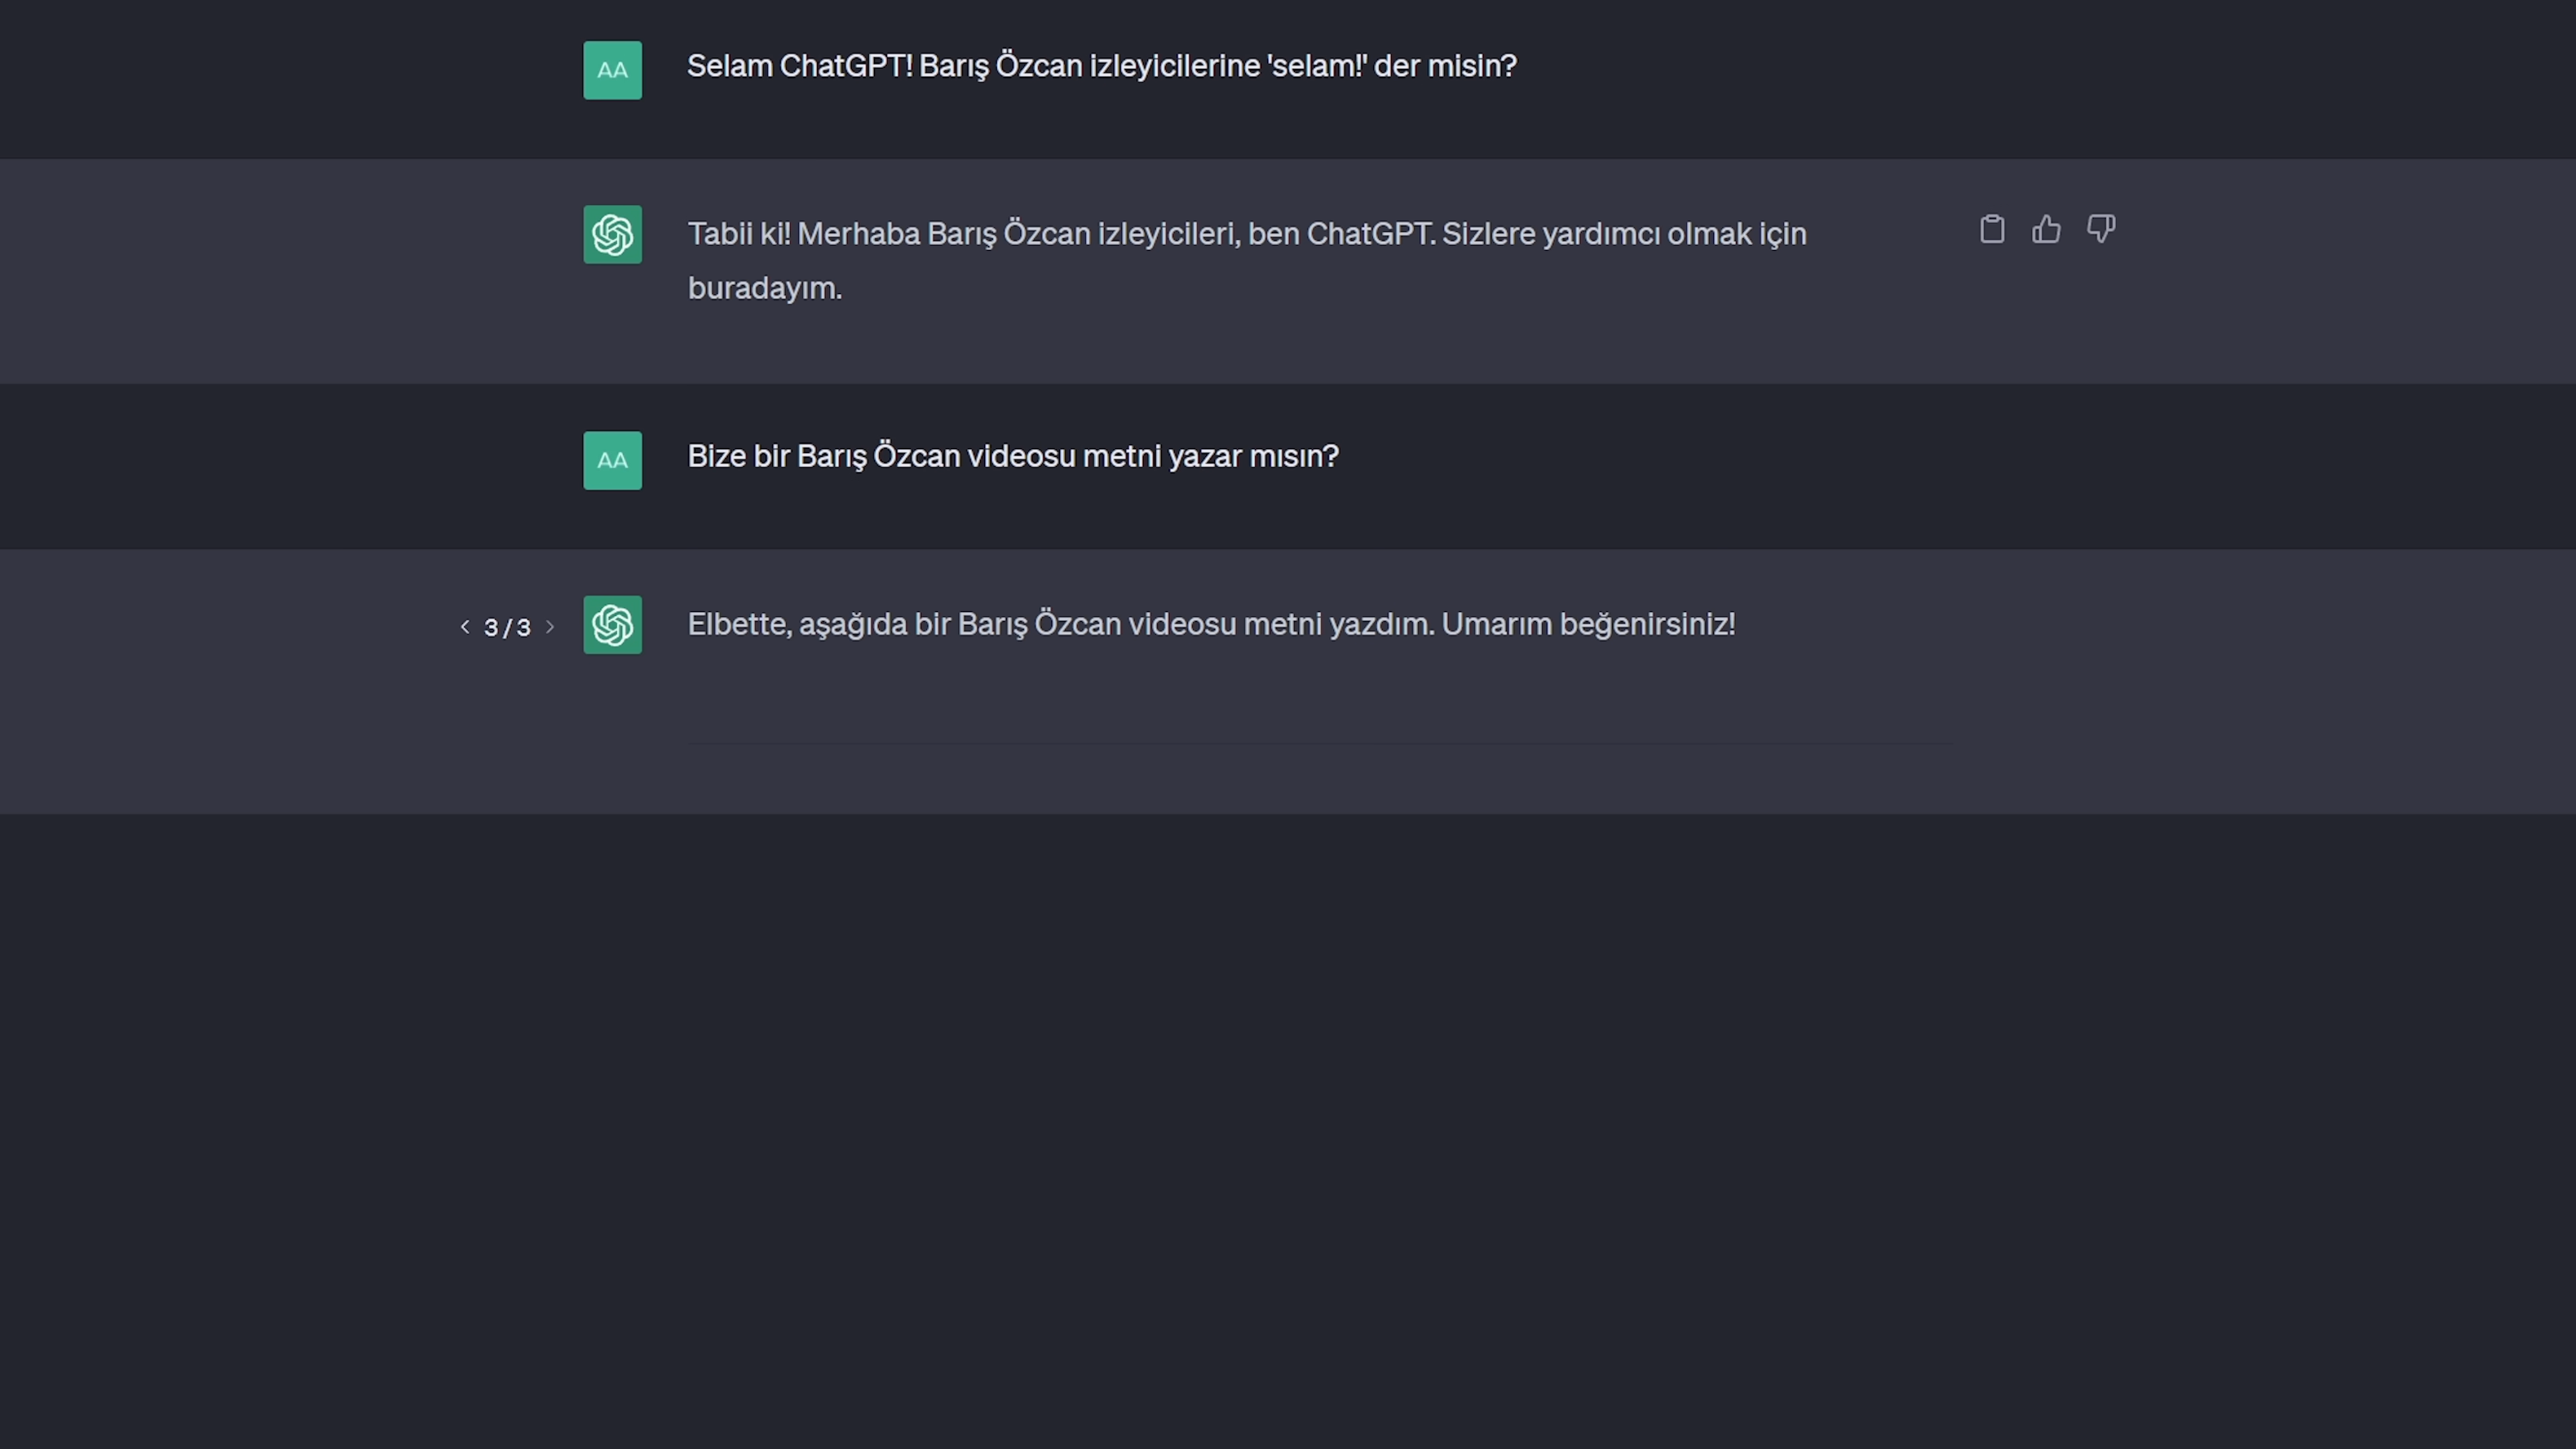 AA
Selam ChatGPT! Barış Özcan izleyicilerine 'selam!' der misin?
Tabii ki! Merhaba Barış Özcan izleyicileri, ben ChatGPT. Sizlere yardımcı olmak için
buradayım.
AA
Bize bir Barış Özcan videosu metni yazar mısın?
< 3 / 3 >
Elbette, aşağıda bir Barış Özcan videosu metni yazdım. Umarım beğenirsiniz!